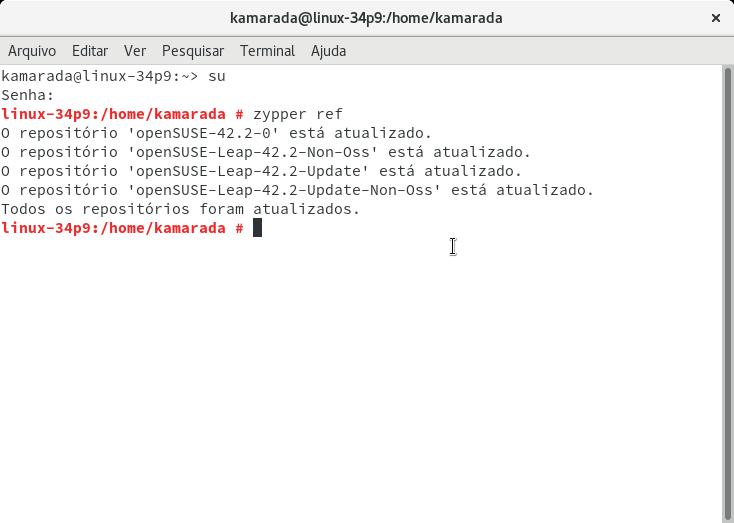 kamarada@linux-34p9:/home/kamarada ×
Arquivo Editar Ver Pesquisar Terminal Ajuda
kamarada@linux-34p9:~> su
Senha:
linux-34p9:/home/kamarada # zypper ref
O repositório 'openSUSE-42.2-0' está atualizado.
O repositório 'openSUSE-Leap-42.2-Non-Oss' está atualizado.
O repositório 'openSUSE-Leap-42.2-Update' está atualizado.
O repositório 'openSUSE-Leap-42.2-Update-Non-Oss' está atualizado.
Todos os repositórios foram atualizados.
linux-34p9:/home/kamarada #